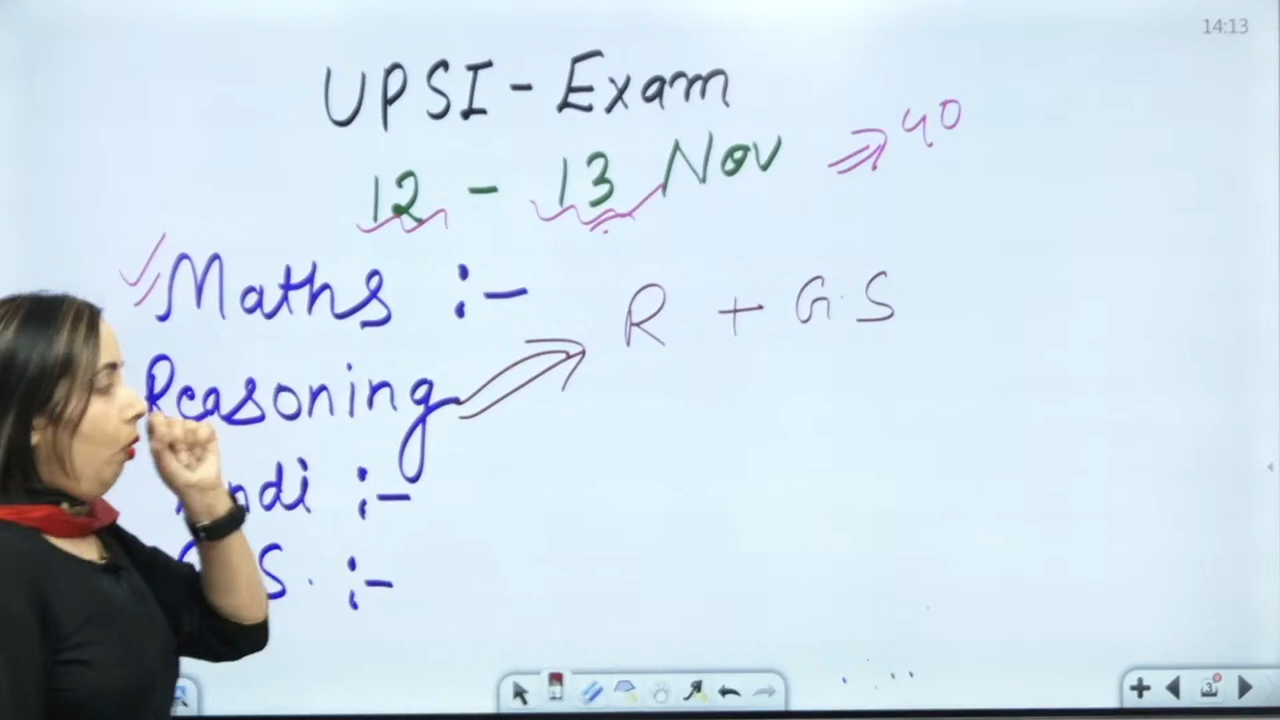 14:13
UPSI - Exam
12 - 13 Nov ⇒ 40
Maths :-
R + G.S
Reasoning
:-
S. :-